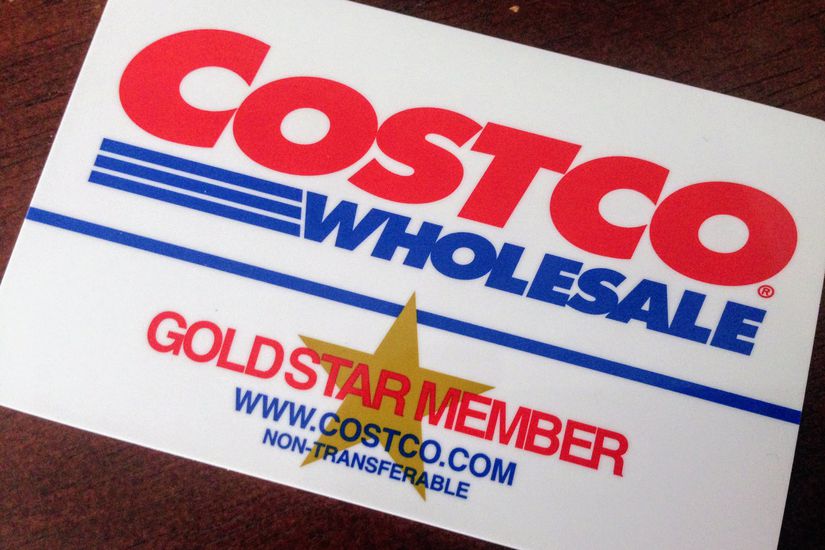 COSTCO
WHOLESALE®
GOLD STAR MEMBER
WWW.COSTCO.COM
NON-TRANSFERABLE